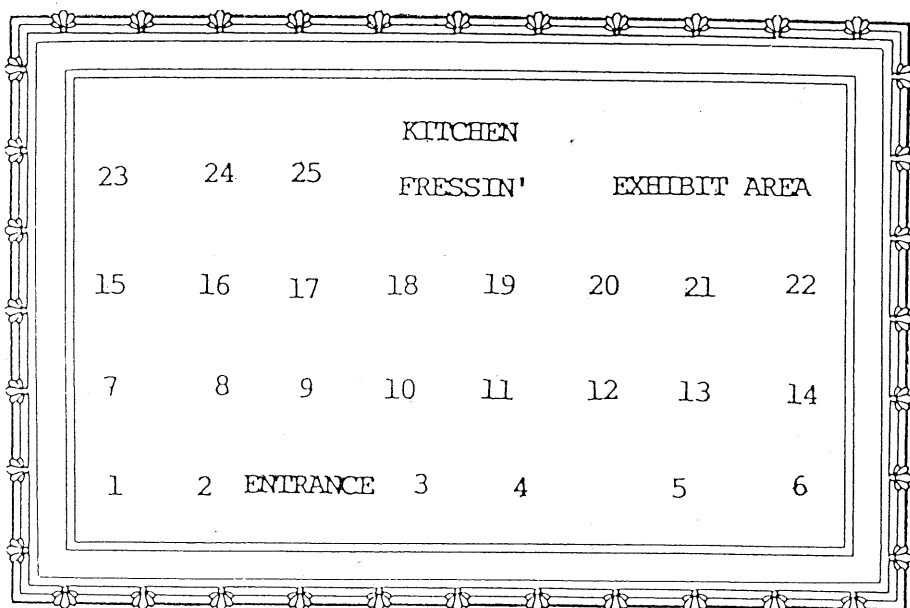 KITCHEN
23 24 25 FRESSIN' EXHIBIT AREA
15 16 17 18 19 20 21 22
7 8 9 10 11 12 13 14
1 2 ENTRANCE 3 4 5 6